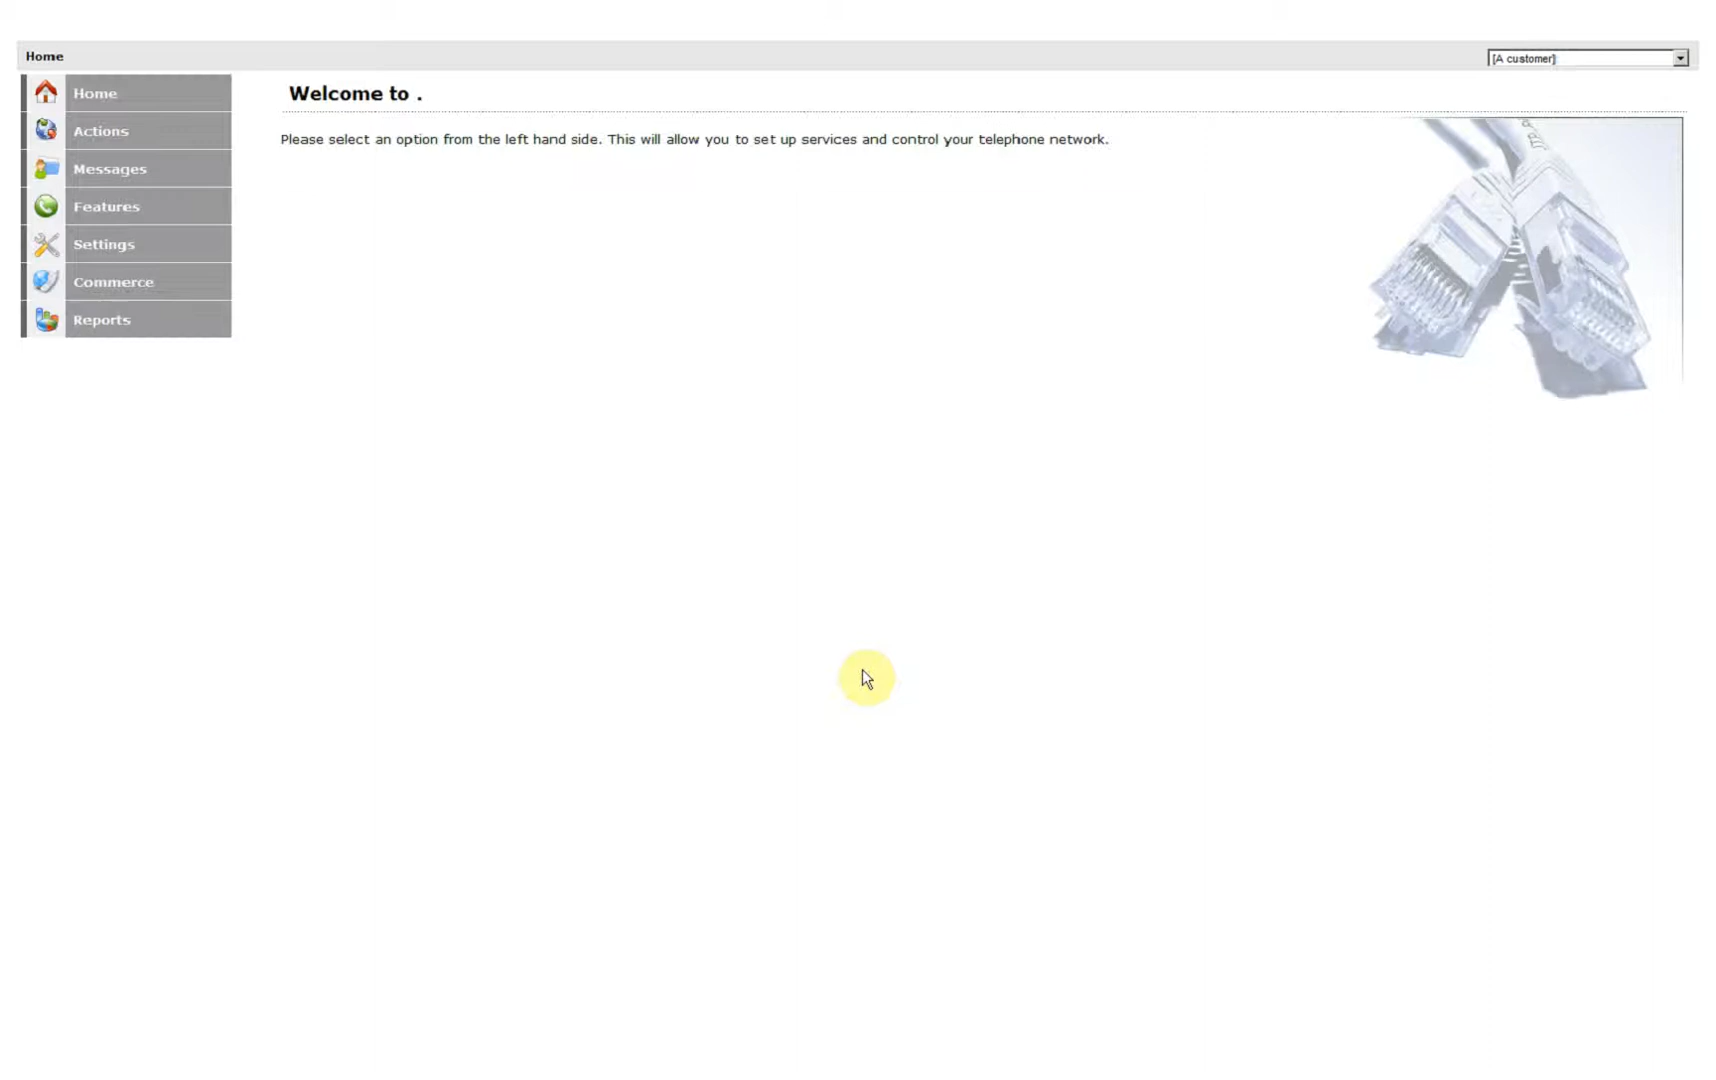 Home
[A customer]
Home
Actions
Messages
Features
Settings
Commerce
Reports
Welcome to .
Please select an option from the left hand side. This will allow you to set up services and control your telephone network.